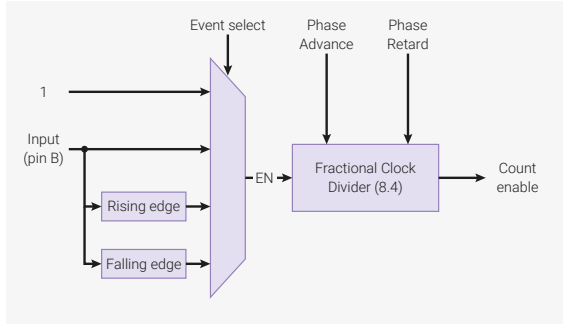 Event select
Phase
Advance
Phase
Retard
1
Input
(pin B)
EN
Fractional Clock
Divider (8.4)
Count
enable
Rising edge
Falling edge